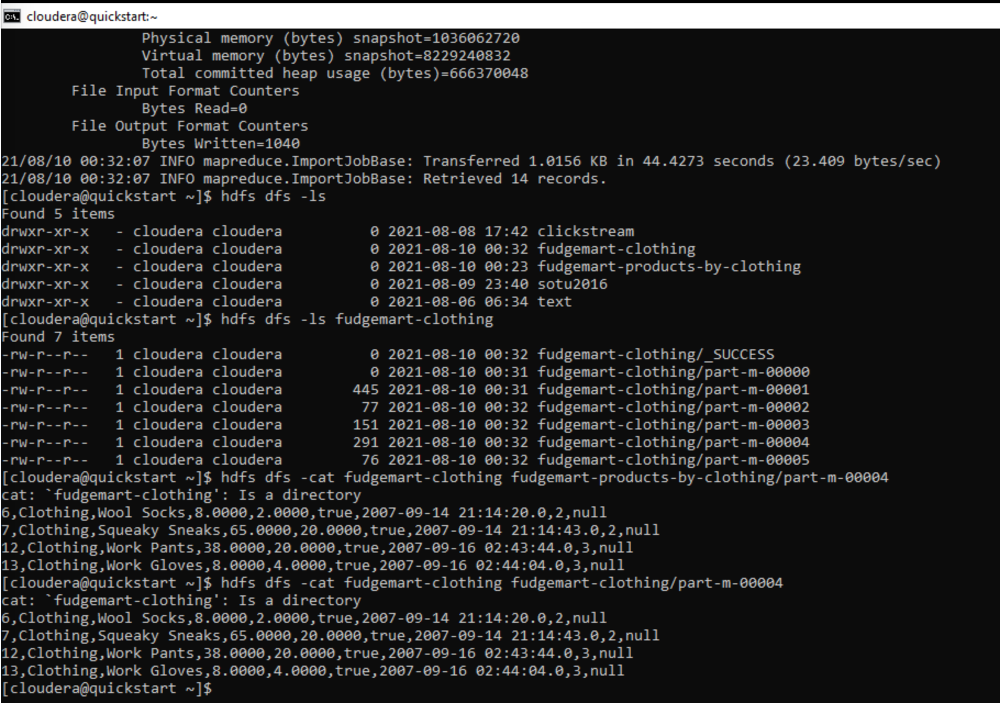 cloudera@quickstart:~
Physical memory (bytes) snapshot=1036062720
Virtual memory (bytes) snapshot=8229240832
Total committed heap usage (bytes)=666370048
File Input Format Counters
Bytes Read=0
File Output Format Counters
Bytes Written=1040
21/08/10 00:32:07 INFO mapreduce.ImportJobBase: Transferred 1.0156 KB in 44.4273 seconds (23.409 bytes/sec)
21/08/10 00:32:07 INFO mapreduce.ImportJobBase: Retrieved 14 records.
[cloudera@quickstart ~]$ hdfs dfs -ls
Found 5 items
drwxr-xr-x   - cloudera cloudera          0 2021-08-08 17:42 clickstream
drwxr-xr-x   - cloudera cloudera          0 2021-08-10 00:32 fudgemart-clothing
drwxr-xr-x   - cloudera cloudera          0 2021-08-10 00:23 fudgemart-products-by-clothing
drwxr-xr-x   - cloudera cloudera          0 2021-08-09 23:40 sotu2016
drwxr-xr-x   - cloudera cloudera          0 2021-08-06 06:34 text
[cloudera@quickstart ~]$ hdfs dfs -ls fudgemart-clothing
Found 7 items
-rw-r--r--   1 cloudera cloudera          0 2021-08-10 00:32 fudgemart-clothing/_SUCCESS
-rw-r--r--   1 cloudera cloudera          0 2021-08-10 00:31 fudgemart-clothing/part-m-00000
-rw-r--r--   1 cloudera cloudera        445 2021-08-10 00:31 fudgemart-clothing/part-m-00001
-rw-r--r--   1 cloudera cloudera         77 2021-08-10 00:32 fudgemart-clothing/part-m-00002
-rw-r--r--   1 cloudera cloudera        151 2021-08-10 00:32 fudgemart-clothing/part-m-00003
-rw-r--r--   1 cloudera cloudera        291 2021-08-10 00:32 fudgemart-clothing/part-m-00004
-rw-r--r--   1 cloudera cloudera         76 2021-08-10 00:32 fudgemart-clothing/part-m-00005
[cloudera@quickstart ~]$ hdfs dfs -cat fudgemart-clothing fudgemart-products-by-clothing/part-m-00004
cat: `fudgemart-clothing': Is a directory
6,Clothing,Wool Socks,8.0000,2.0000,true,2007-09-14 21:14:20.0,2,null
7,Clothing,Squeaky Sneaks,65.0000,20.0000,true,2007-09-14 21:14:43.0,2,null
12,Clothing,Work Pants,38.0000,20.0000,true,2007-09-16 02:43:44.0,3,null
13,Clothing,Work Gloves,8.0000,4.0000,true,2007-09-16 02:44:04.0,3,null
[cloudera@quickstart ~]$ hdfs dfs -cat fudgemart-clothing fudgemart-clothing/part-m-00004
cat: `fudgemart-clothing': Is a directory
6,Clothing,Wool Socks,8.0000,2.0000,true,2007-09-14 21:14:20.0,2,null
7,Clothing,Squeaky Sneaks,65.0000,20.0000,true,2007-09-14 21:14:43.0,2,null
12,Clothing,Work Pants,38.0000,20.0000,true,2007-09-16 02:43:44.0,3,null
13,Clothing,Work Gloves,8.0000,4.0000,true,2007-09-16 02:44:04.0,3,null
[cloudera@quickstart ~]$